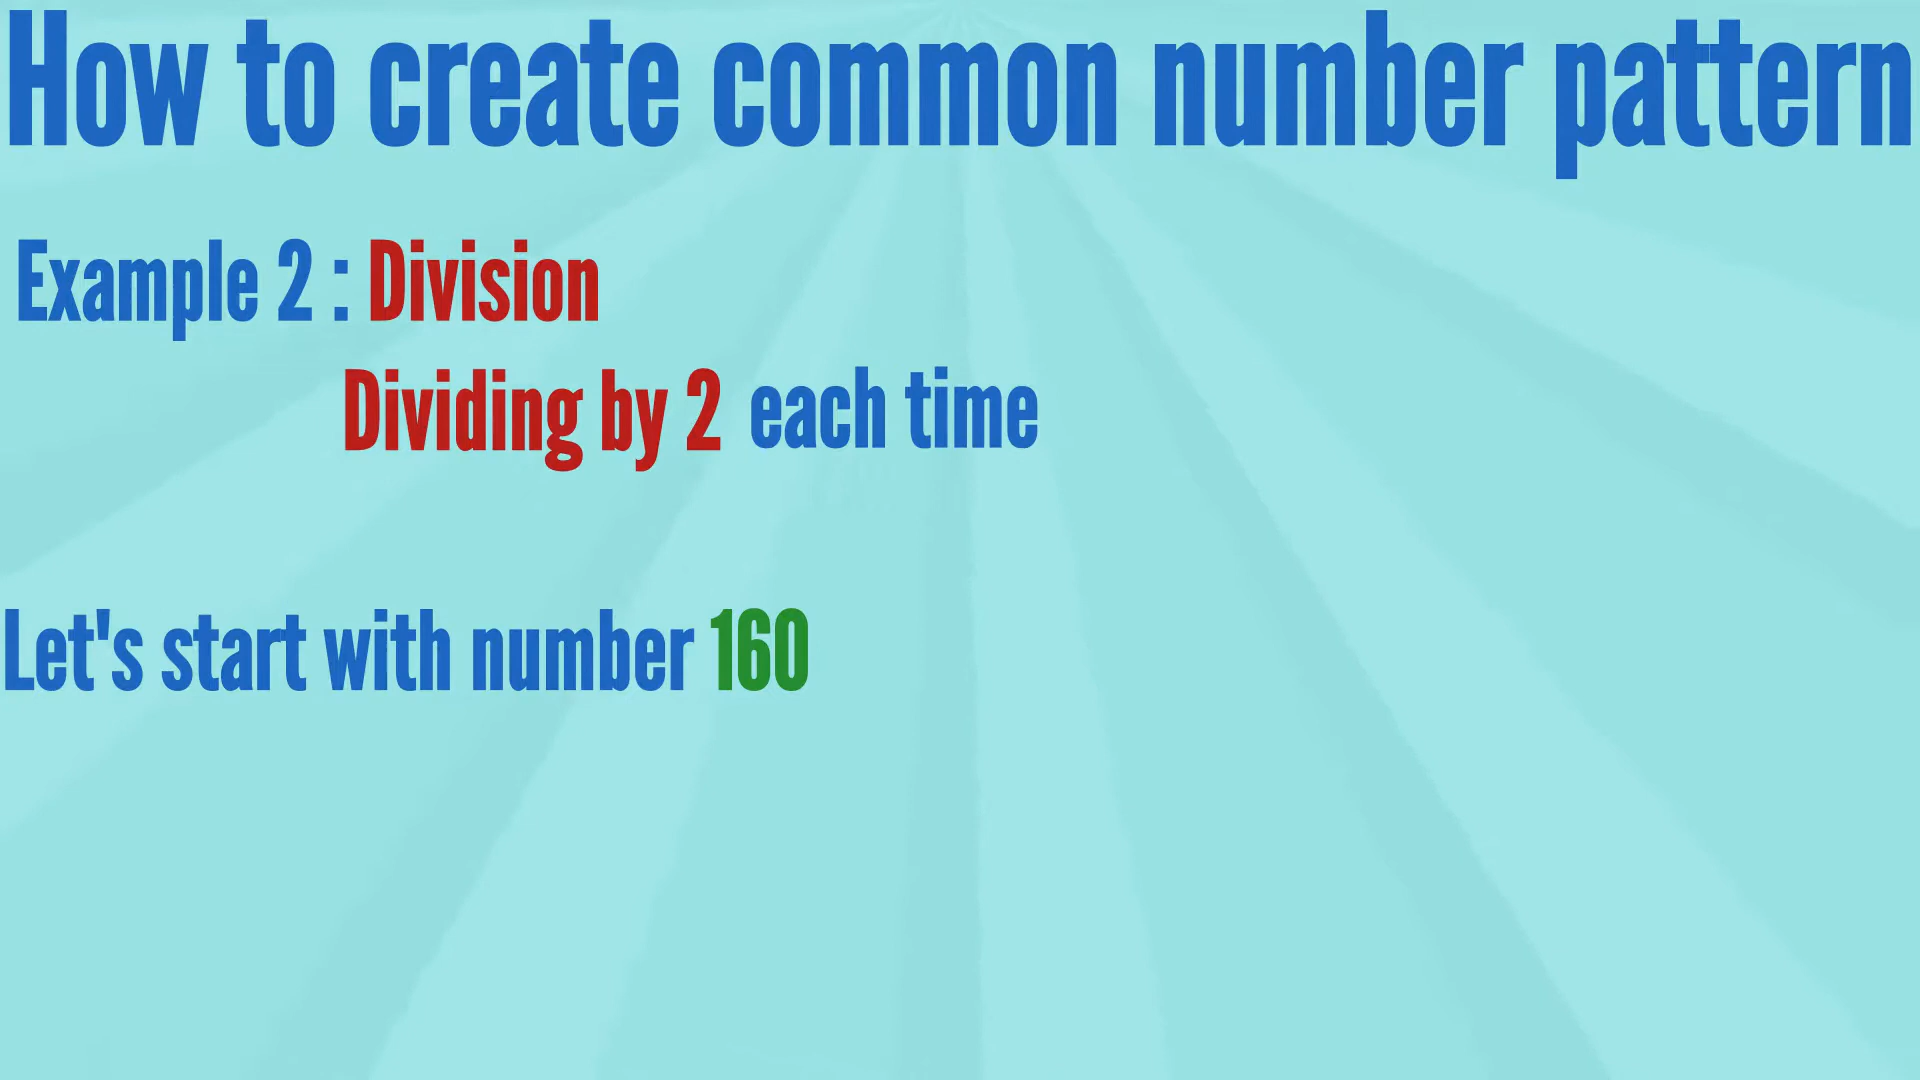 How to create common number pattern
Example 2 : Division
Dividing by 2 each time
Let's start with number 160